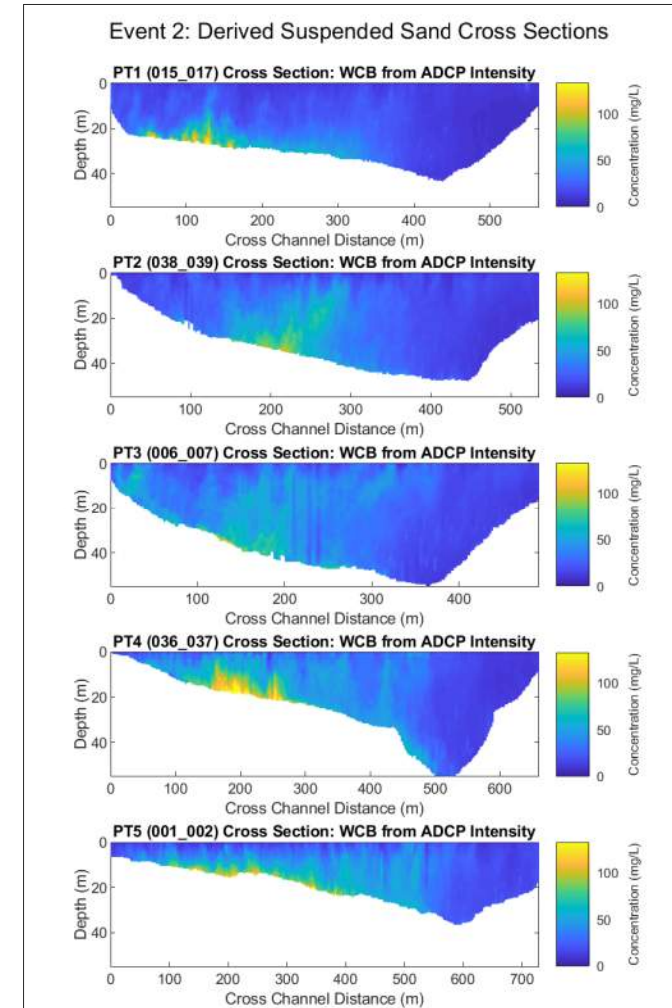 Event 2: Derived Suspended Sand Cross Sections
PT1 (015_017) Cross Section: WCB from ADCP Intensity
0
20
40
Depth (m)
0 100 200 300 400 500
Cross Channel Distance (m)
100
50
0
Concentration (mg/L)
PT2 (038_039) Cross Section: WCB from ADCP Intensity
0
20
40
Depth (m)
0 100 200 300 400 500
Cross Channel Distance (m)
100
50
0
Concentration (mg/L)
PT3 (006_007) Cross Section: WCB from ADCP Intensity
0
20
40
Depth (m)
0 100 200 300 400
Cross Channel Distance (m)
100
50
0
Concentration (mg/L)
PT4 (036_037) Cross Section: WCB from ADCP Intensity
0
20
40
Depth (m)
0 100 200 300 400 500 600
Cross Channel Distance (m)
100
50
0
Concentration (mg/L)
PT5 (001_002) Cross Section: WCB from ADCP Intensity
0
20
40
Depth (m)
0 100 200 300 400 500 600 700
Cross Channel Distance (m)
100
50
0
Concentration (mg/L)